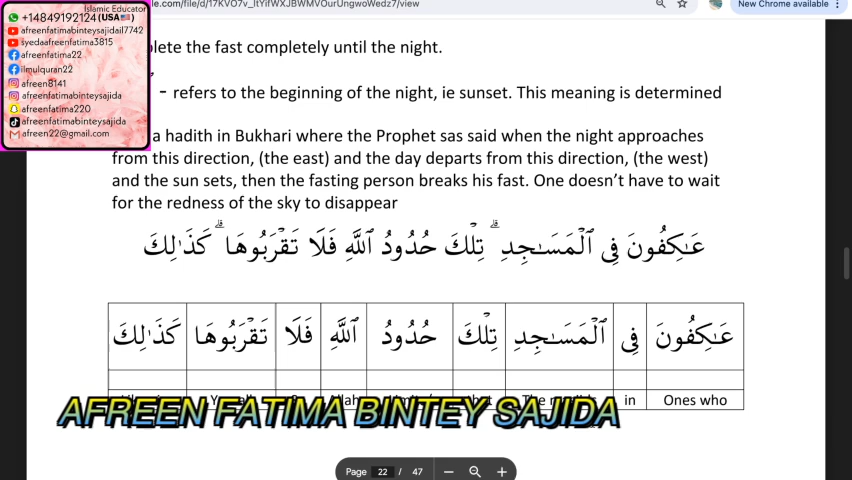 Islamic Educator
+14849192124 (USA🇺🇸)
afreenfatimabinteysajidail7742
syedaafreenfatima3815
afreenfatima22
ilmulquran22
afreen8141
afreenfatimabinteysajida
afreenfatima220
afreenfatimabinteysajida
afreen22@gmail.com
le.com/file/d/17KVO7v_ItYifWXJBWMVOurUngwoWedz7/view
New Chrome available
plete the fast completely until the night.
- refers to the beginning of the night, ie sunset. This meaning is determined
a hadith in Bukhari where the Prophet sas said when the night approaches
from this direction, (the east) and the day departs from this direction, (the west)
and the sun sets, then the fasting person breaks his fast. One doesn't have to wait
for the redness of the sky to disappear
عَـٰكِفُونَ فِى ٱلْمَسَـٰجِدِ ۗ تِلْكَ حُدُودُ ٱللَّهِ فَلَا تَقْرَبُوهَا ۗ كَذَٰلِكَ
عَـٰكِفُونَ فِى ٱلْمَسَـٰجِدِ تِلْكَ حُدُودُ ٱللَّهِ فَلَا تَقْرَبُوهَا كَذَٰلِكَ
in Ones who
AFREEN FATIMA BINTEY SAJIDA
Page 22 / 47